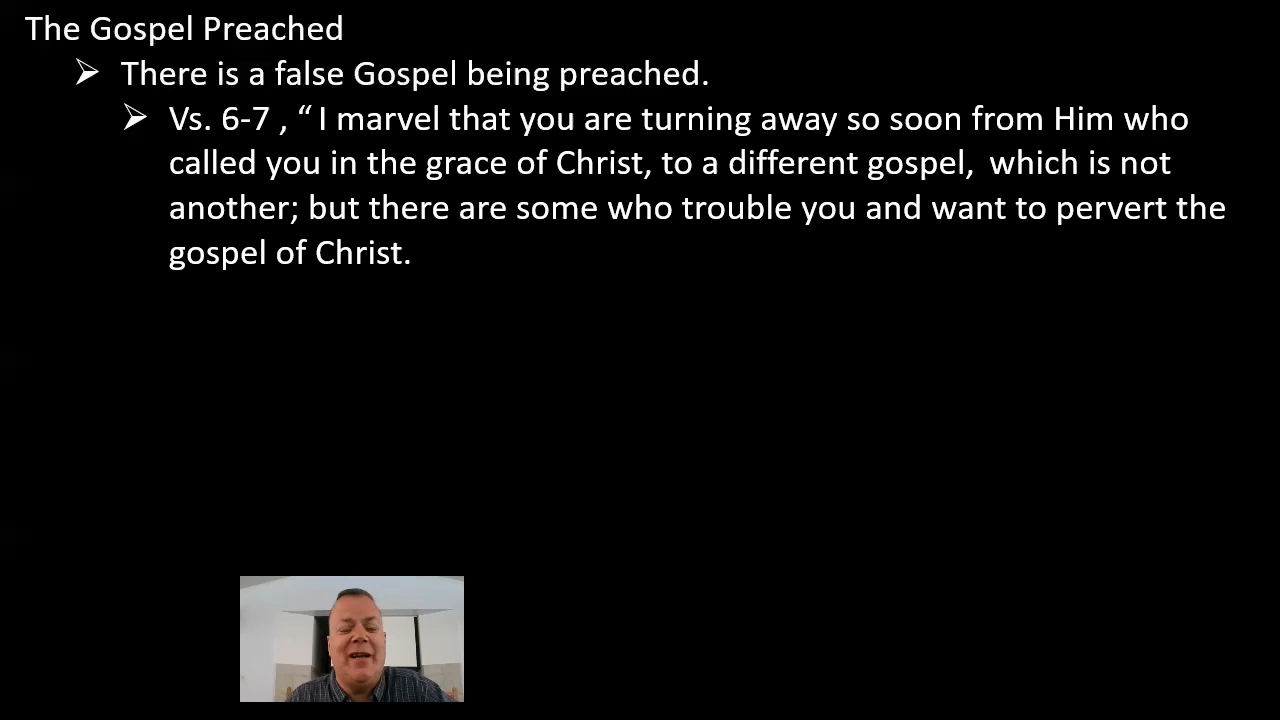 The Gospel Preached
There is a false Gospel being preached.
Vs. 6-7 , “ I marvel that you are turning away so soon from Him who
called you in the grace of Christ, to a different gospel,  which is not
another; but there are some who trouble you and want to pervert the
gospel of Christ.